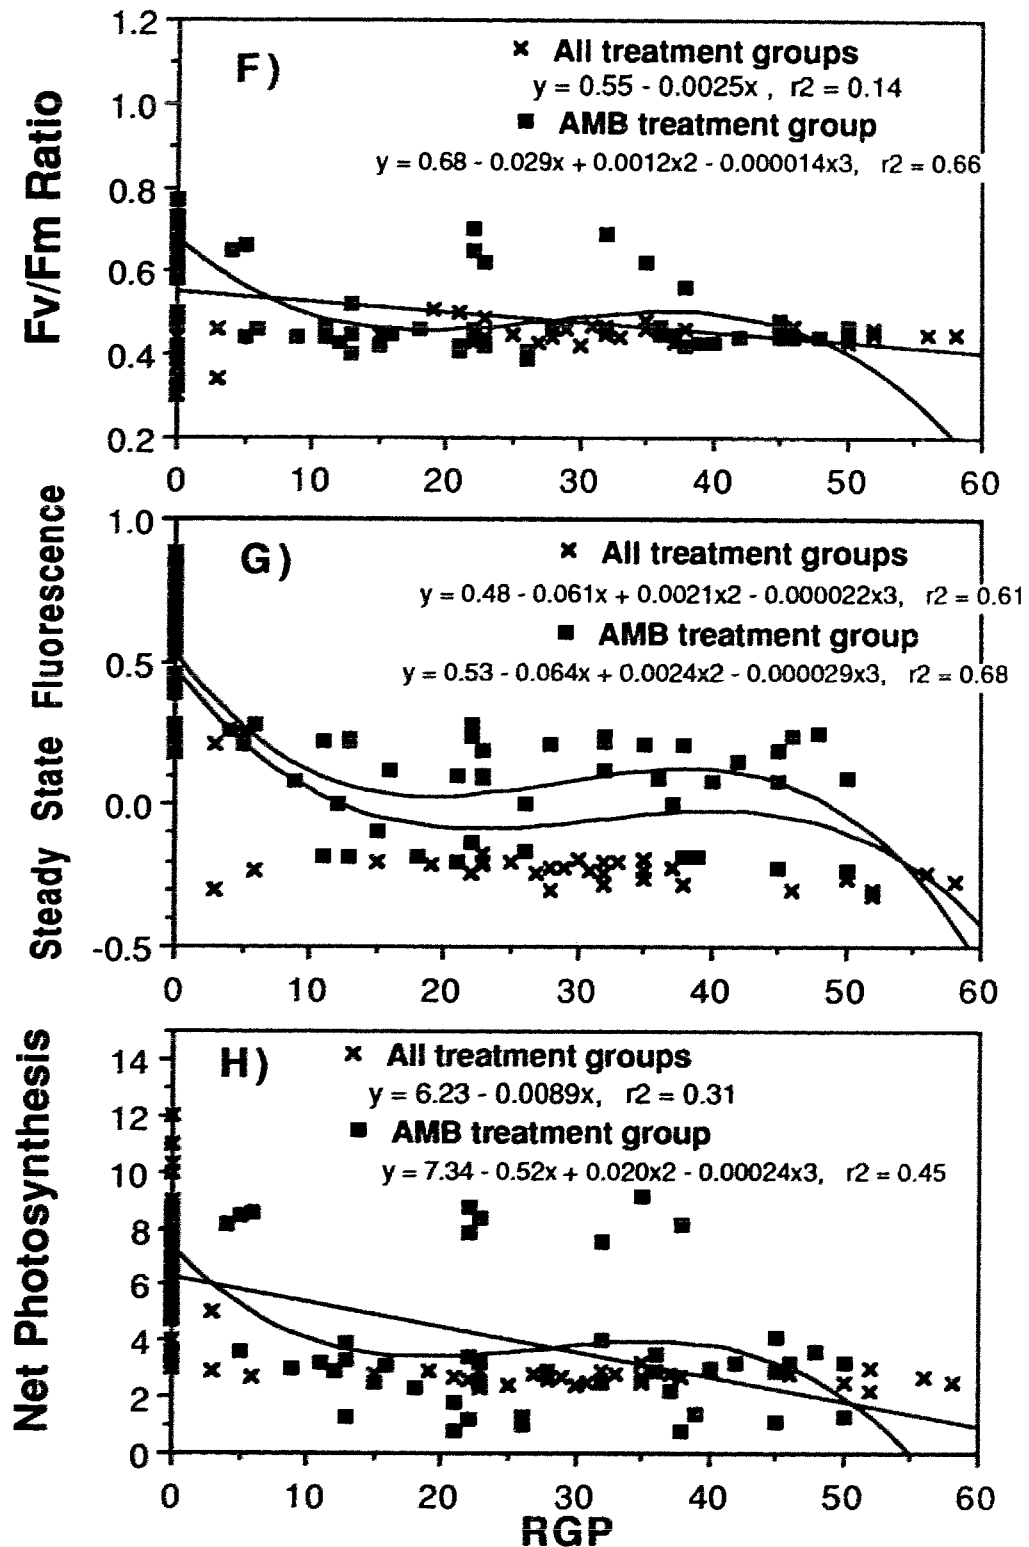 1.2
F)
× All treatment groups
y = 0.55 - 0.0025x , r2 = 0.14
1.0
■ AMB treatment group
y = 0.68 - 0.029x + 0.0012x2 - 0.000014x3, r2 = 0.66
0.8
0.6
0.4
0.2
Fv/Fm Ratio
0 10 20 30 40 50 60
1.0
G)
× All treatment groups
y = 0.48 - 0.061x + 0.0021x2 - 0.000022x3, r2 = 0.61
■ AMB treatment group
0.5
y = 0.53 - 0.064x + 0.0024x2 - 0.000029x3, r2 = 0.68
0.0
-0.5
Steady State Fluorescence
0 10 20 30 40 50 60
14
H)
× All treatment groups
y = 6.23 - 0.0089x, r2 = 0.31
12
■ AMB treatment group
10
y = 7.34 - 0.52x + 0.020x2 - 0.00024x3, r2 = 0.45
8
6
4
2
0
Net Photosynthesis
0 10 20 30 40 50 60
RGP